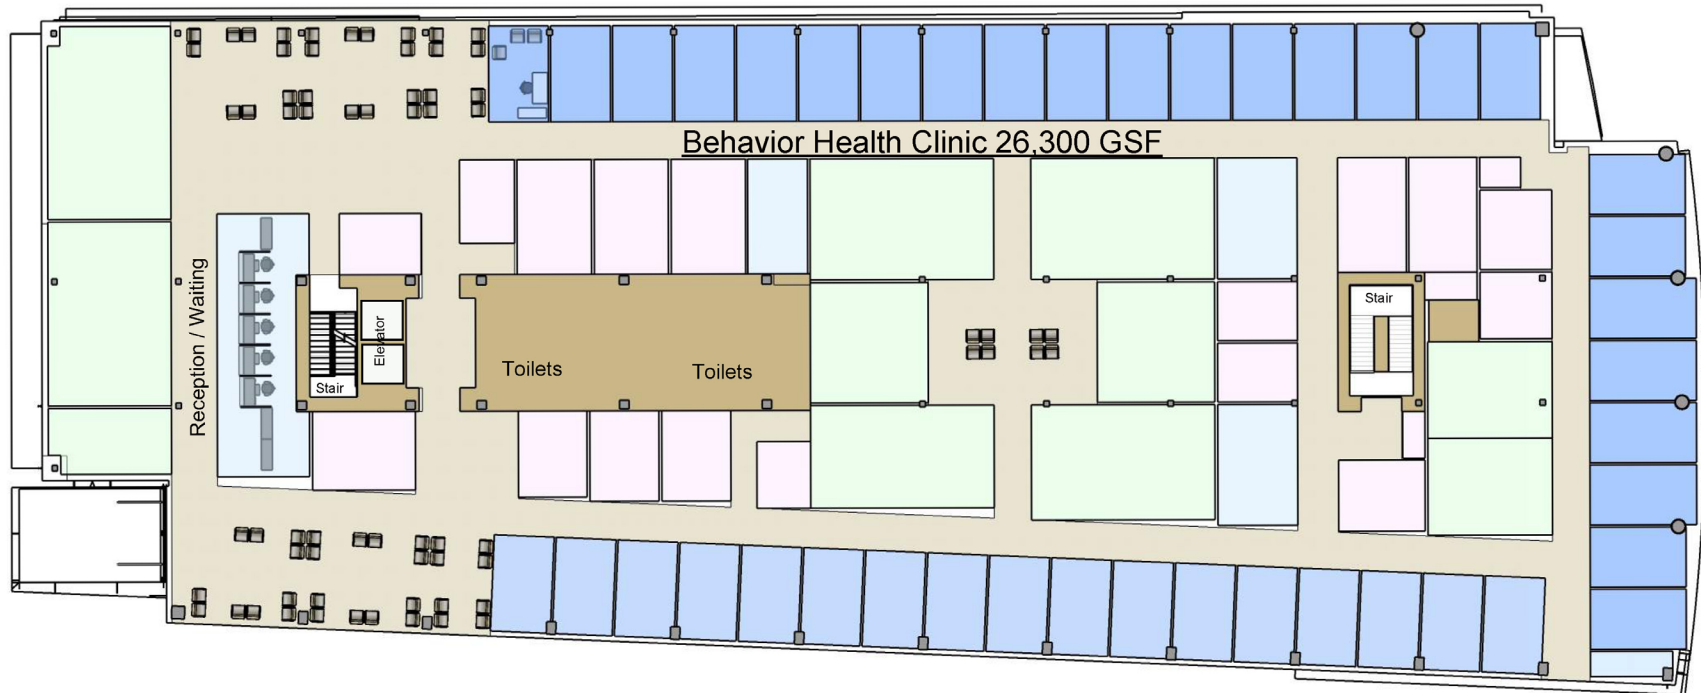 Behavior Health Clinic 26,300 GSF
Reception / Waiting
Stair
Elevator
Toilets
Toilets
Stair